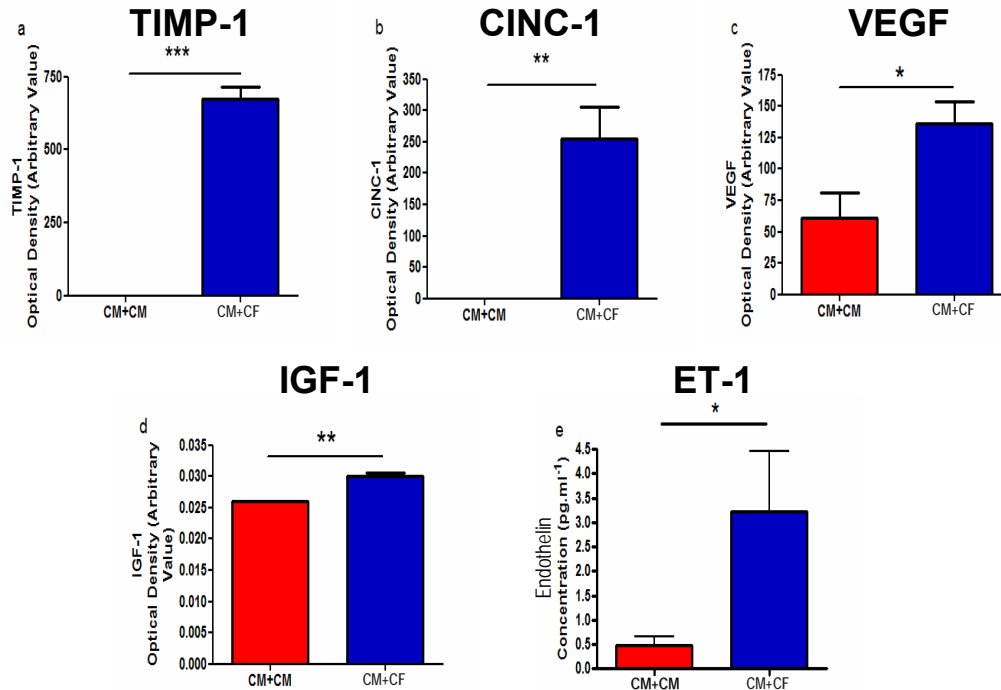 a
TIMP-1
***
TIMP-1
Optical Density (Arbitrary Value)
750
500
250
0
CM+CM
CM+CF
b
CINC-1
**
CINC-1
Optical Density (Arbitrary Value)
350
300
250
200
150
100
50
0
CM+CM
CM+CF
c
VEGF
*
VEGF
Optical Density (Arbitrary Value)
175
150
125
100
75
50
25
0
CM+CM
CM+CF
d
IGF-1
**
IGF-1
Optical Density (Arbitrary
Value)
0.035
0.030
0.025
0.020
0.015
0.010
0.005
0.000
CM+CM
CM+CF
e
ET-1
*
Endothelin
Concentration (pg.ml-1)
4.5
4.0
3.5
3.0
2.5
2.0
1.5
1.0
0.5
0.0
CM+CM
CM+CF